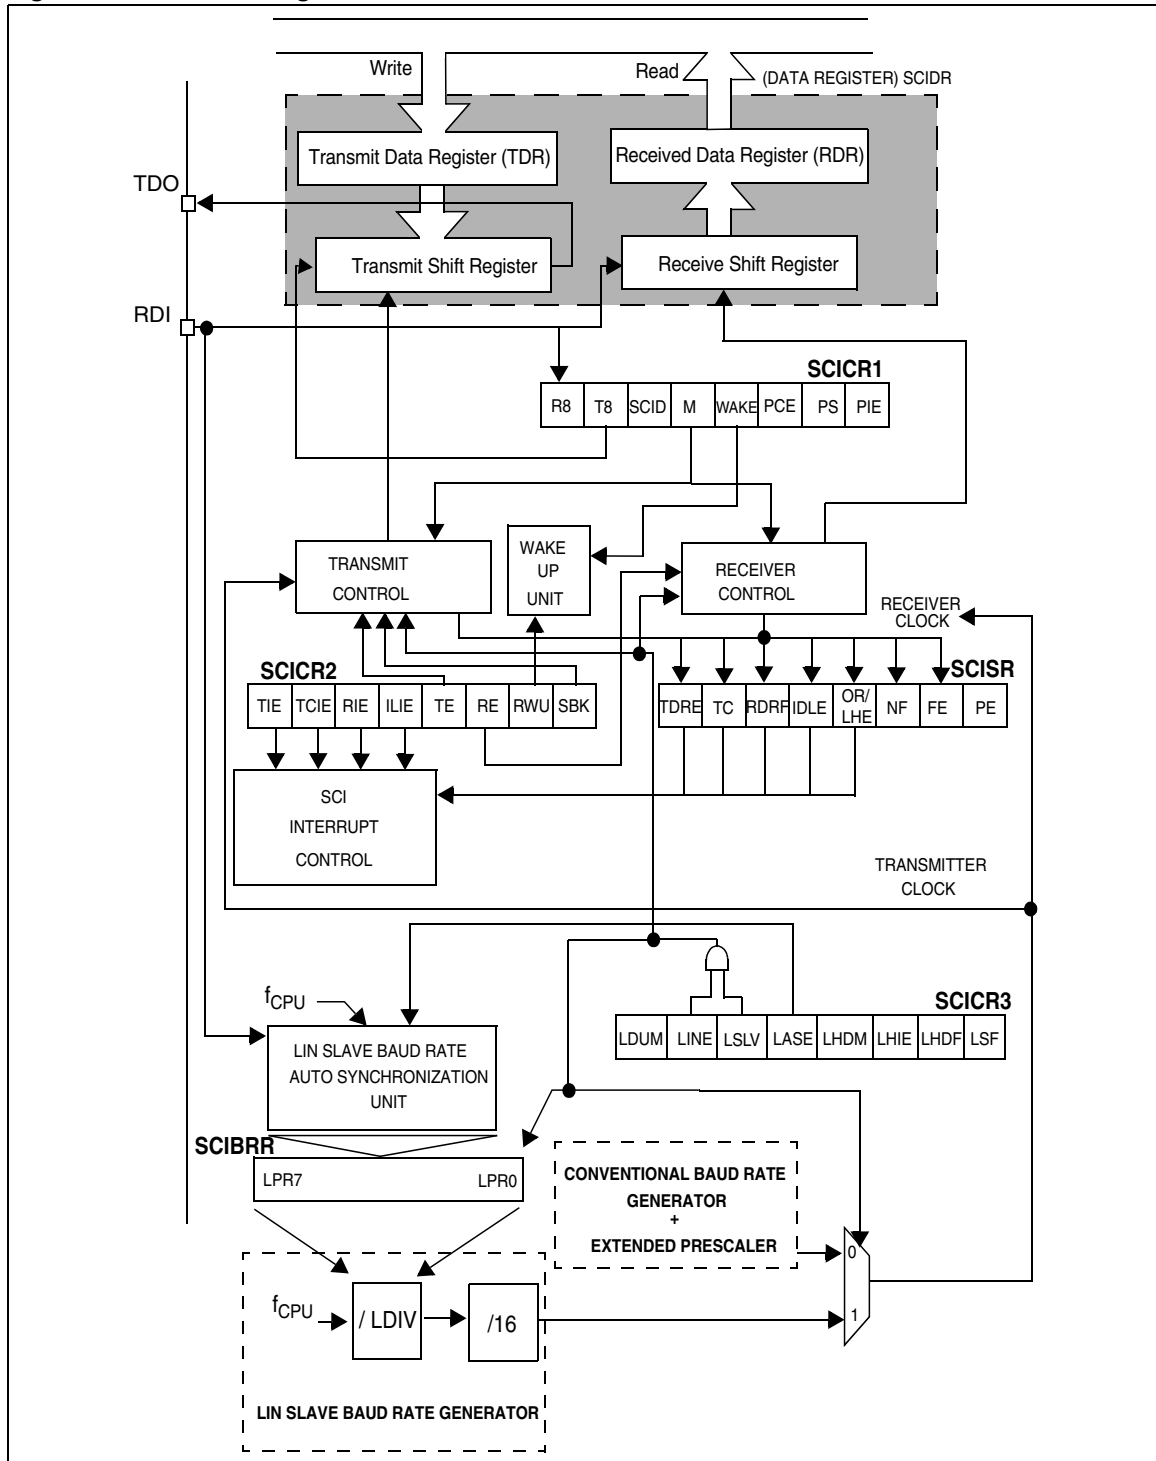 Write
Read
(DATA REGISTER) SCIDR
Transmit Data Register (TDR)
Received Data Register (RDR)
TDO
Transmit Shift Register
Receive Shift Register
RDI
SCICR1
R8 T8 SCID M WAKE PCE PS PIE
TRANSMIT
CONTROL
WAKE
UP
UNIT
RECEIVER
CONTROL
RECEIVER
CLOCK
SCICR2
TIE TCIE RIE ILIE TE RE RWU SBK
SCISR
TDRE TC RDRF IDLE OR/
LHE NF FE PE
SCI
INTERRUPT
CONTROL
TRANSMITTER
CLOCK
fCPU
SCICR3
LDUM LINE LSLV LASE LHDM LHIE LHDF LSF
LIN SLAVE BAUD RATE
AUTO SYNCHRONIZATION
UNIT
SCIBRR
LPR7 LPR0
CONVENTIONAL BAUD RATE
GENERATOR
+
EXTENDED PRESCALER
0
1
fCPU
/ LDIV
/16
LIN SLAVE BAUD RATE GENERATOR